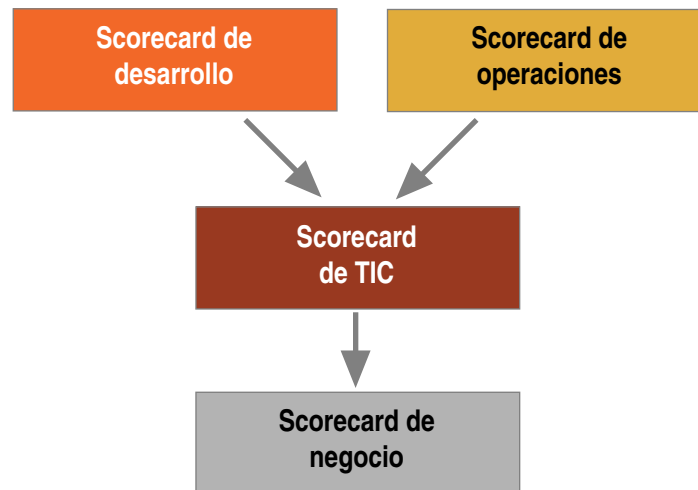 Scorecard de
desarrollo
Scorecard de
operaciones
Scorecard
de TIC
Scorecard de
negocio